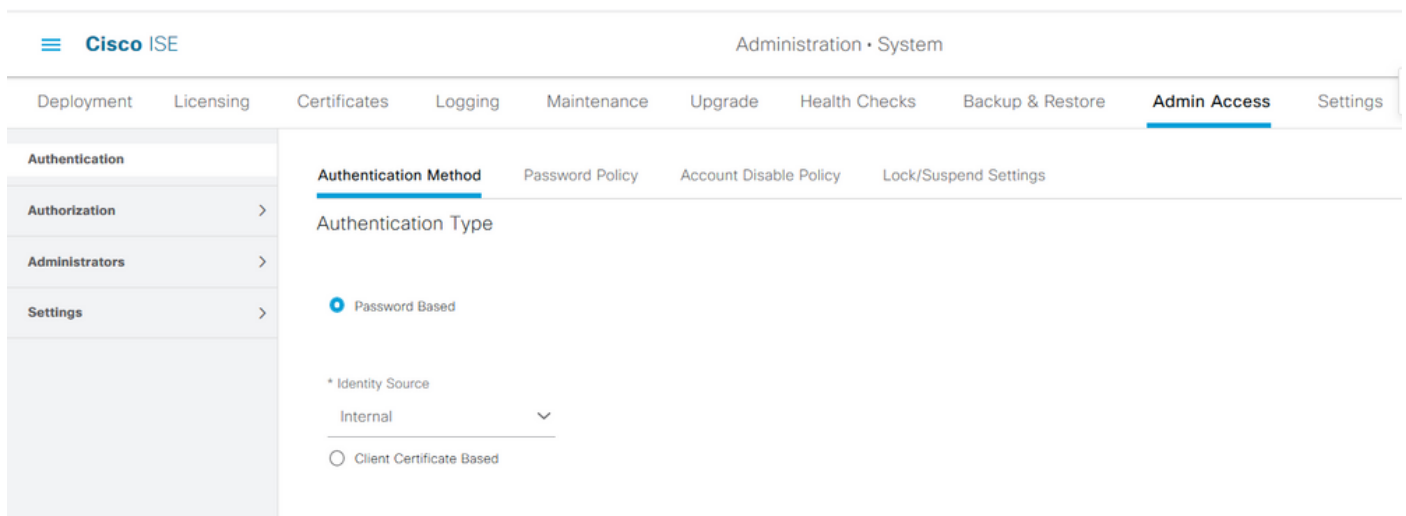 Cisco ISE Administration • System
Deployment Licensing Certificates Logging Maintenance Upgrade Health Checks Backup & Restore Admin Access Settings
Authentication
Authorization
Administrators
Settings
Authentication Method Password Policy Account Disable Policy Lock/Suspend Settings
Authentication Type
Password Based
* Identity Source
Internal
Client Certificate Based